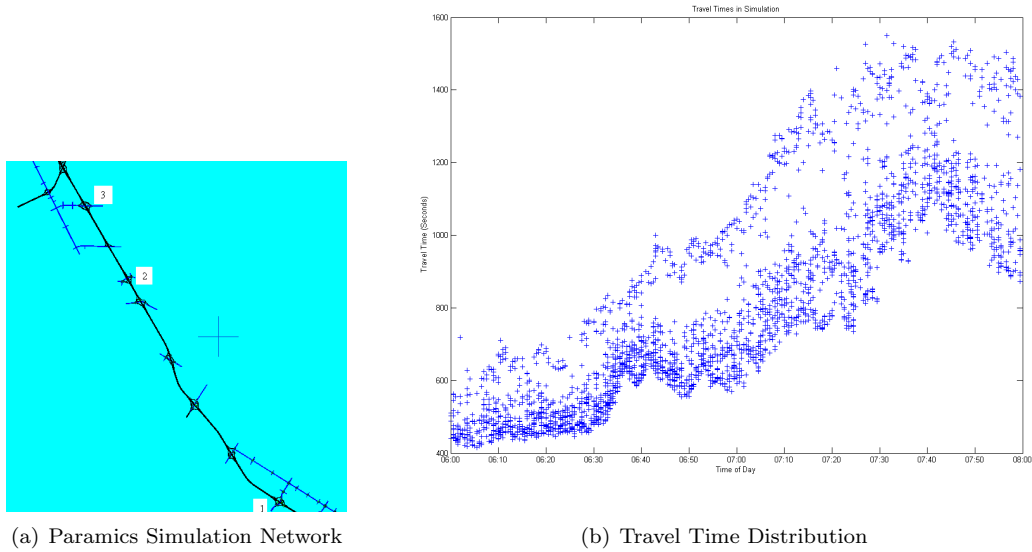 Travel Times in Simulation
1600
1400
1200
1000
800
600
400
Travel Time (Seconds)
06:00 06:10 06:20 06:30 06:40 06:50 07:00 07:10 07:20 07:30 07:40 07:50 08:00
Time of Day
3
2
1
(a) Paramics Simulation Network
(b) Travel Time Distribution